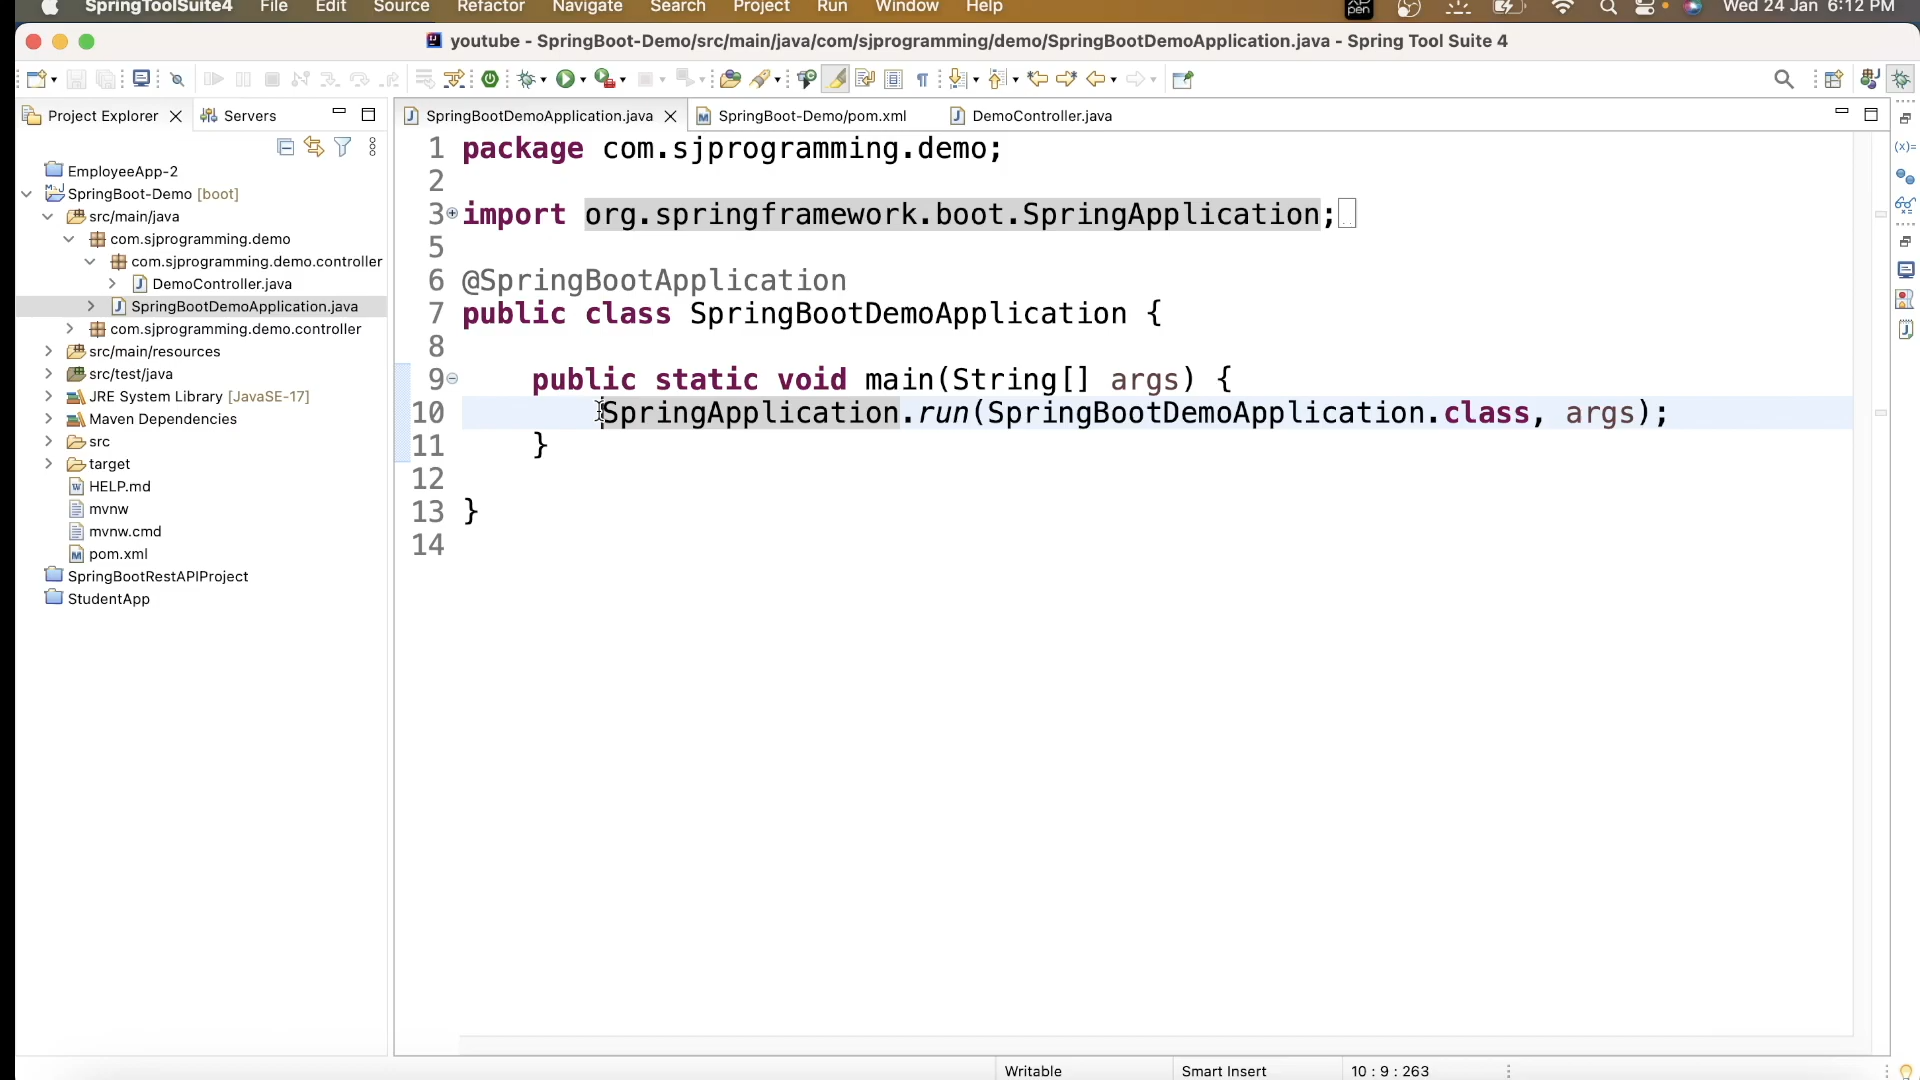 SpringToolSuite4 File Edit Source Refactor Navigate Search Project Run Window Help XP pen Wed 24 Jan 6:12 PM
youtube - SpringBoot-Demo/src/main/java/com/sjprogramming/demo/SpringBootDemoApplication.java - Spring Tool Suite 4
Project Explorer Servers
SpringBootDemoApplication.java SpringBoot-Demo/pom.xml DemoController.java
EmployeeApp-2
SpringBoot-Demo [boot]
src/main/java
com.sjprogramming.demo
com.sjprogramming.demo.controller
DemoController.java
SpringBootDemoApplication.java
com.sjprogramming.demo.controller
src/main/resources
src/test/java
JRE System Library [JavaSE-17]
Maven Dependencies
src
target
HELP.md
mvnw
mvnw.cmd
pom.xml
SpringBootRestAPIProject
StudentApp
1 package com.sjprogramming.demo;
2
3 import org.springframework.boot.SpringApplication;
5
6 @SpringBootApplication
7 public class SpringBootDemoApplication {
8
9 public static void main(String[] args) {
10 SpringApplication.run(SpringBootDemoApplication.class, args);
11 }
12
13 }
14
Writable Smart Insert 10 : 9 : 263